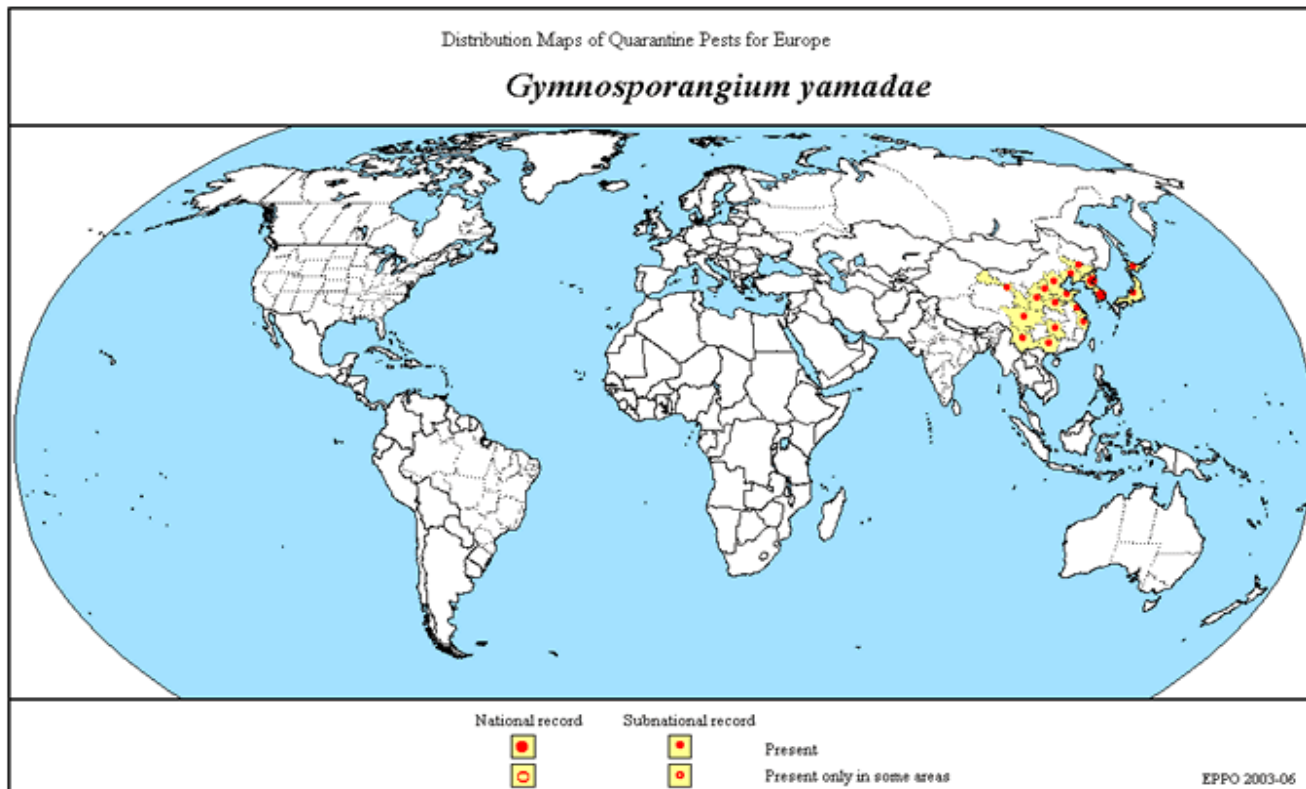 Distribution Maps of Quarantine Pests for Europe
Gymnosporangium yamadae
National record Subnational record
Present
Present only in some areas
EPPO 2003-06